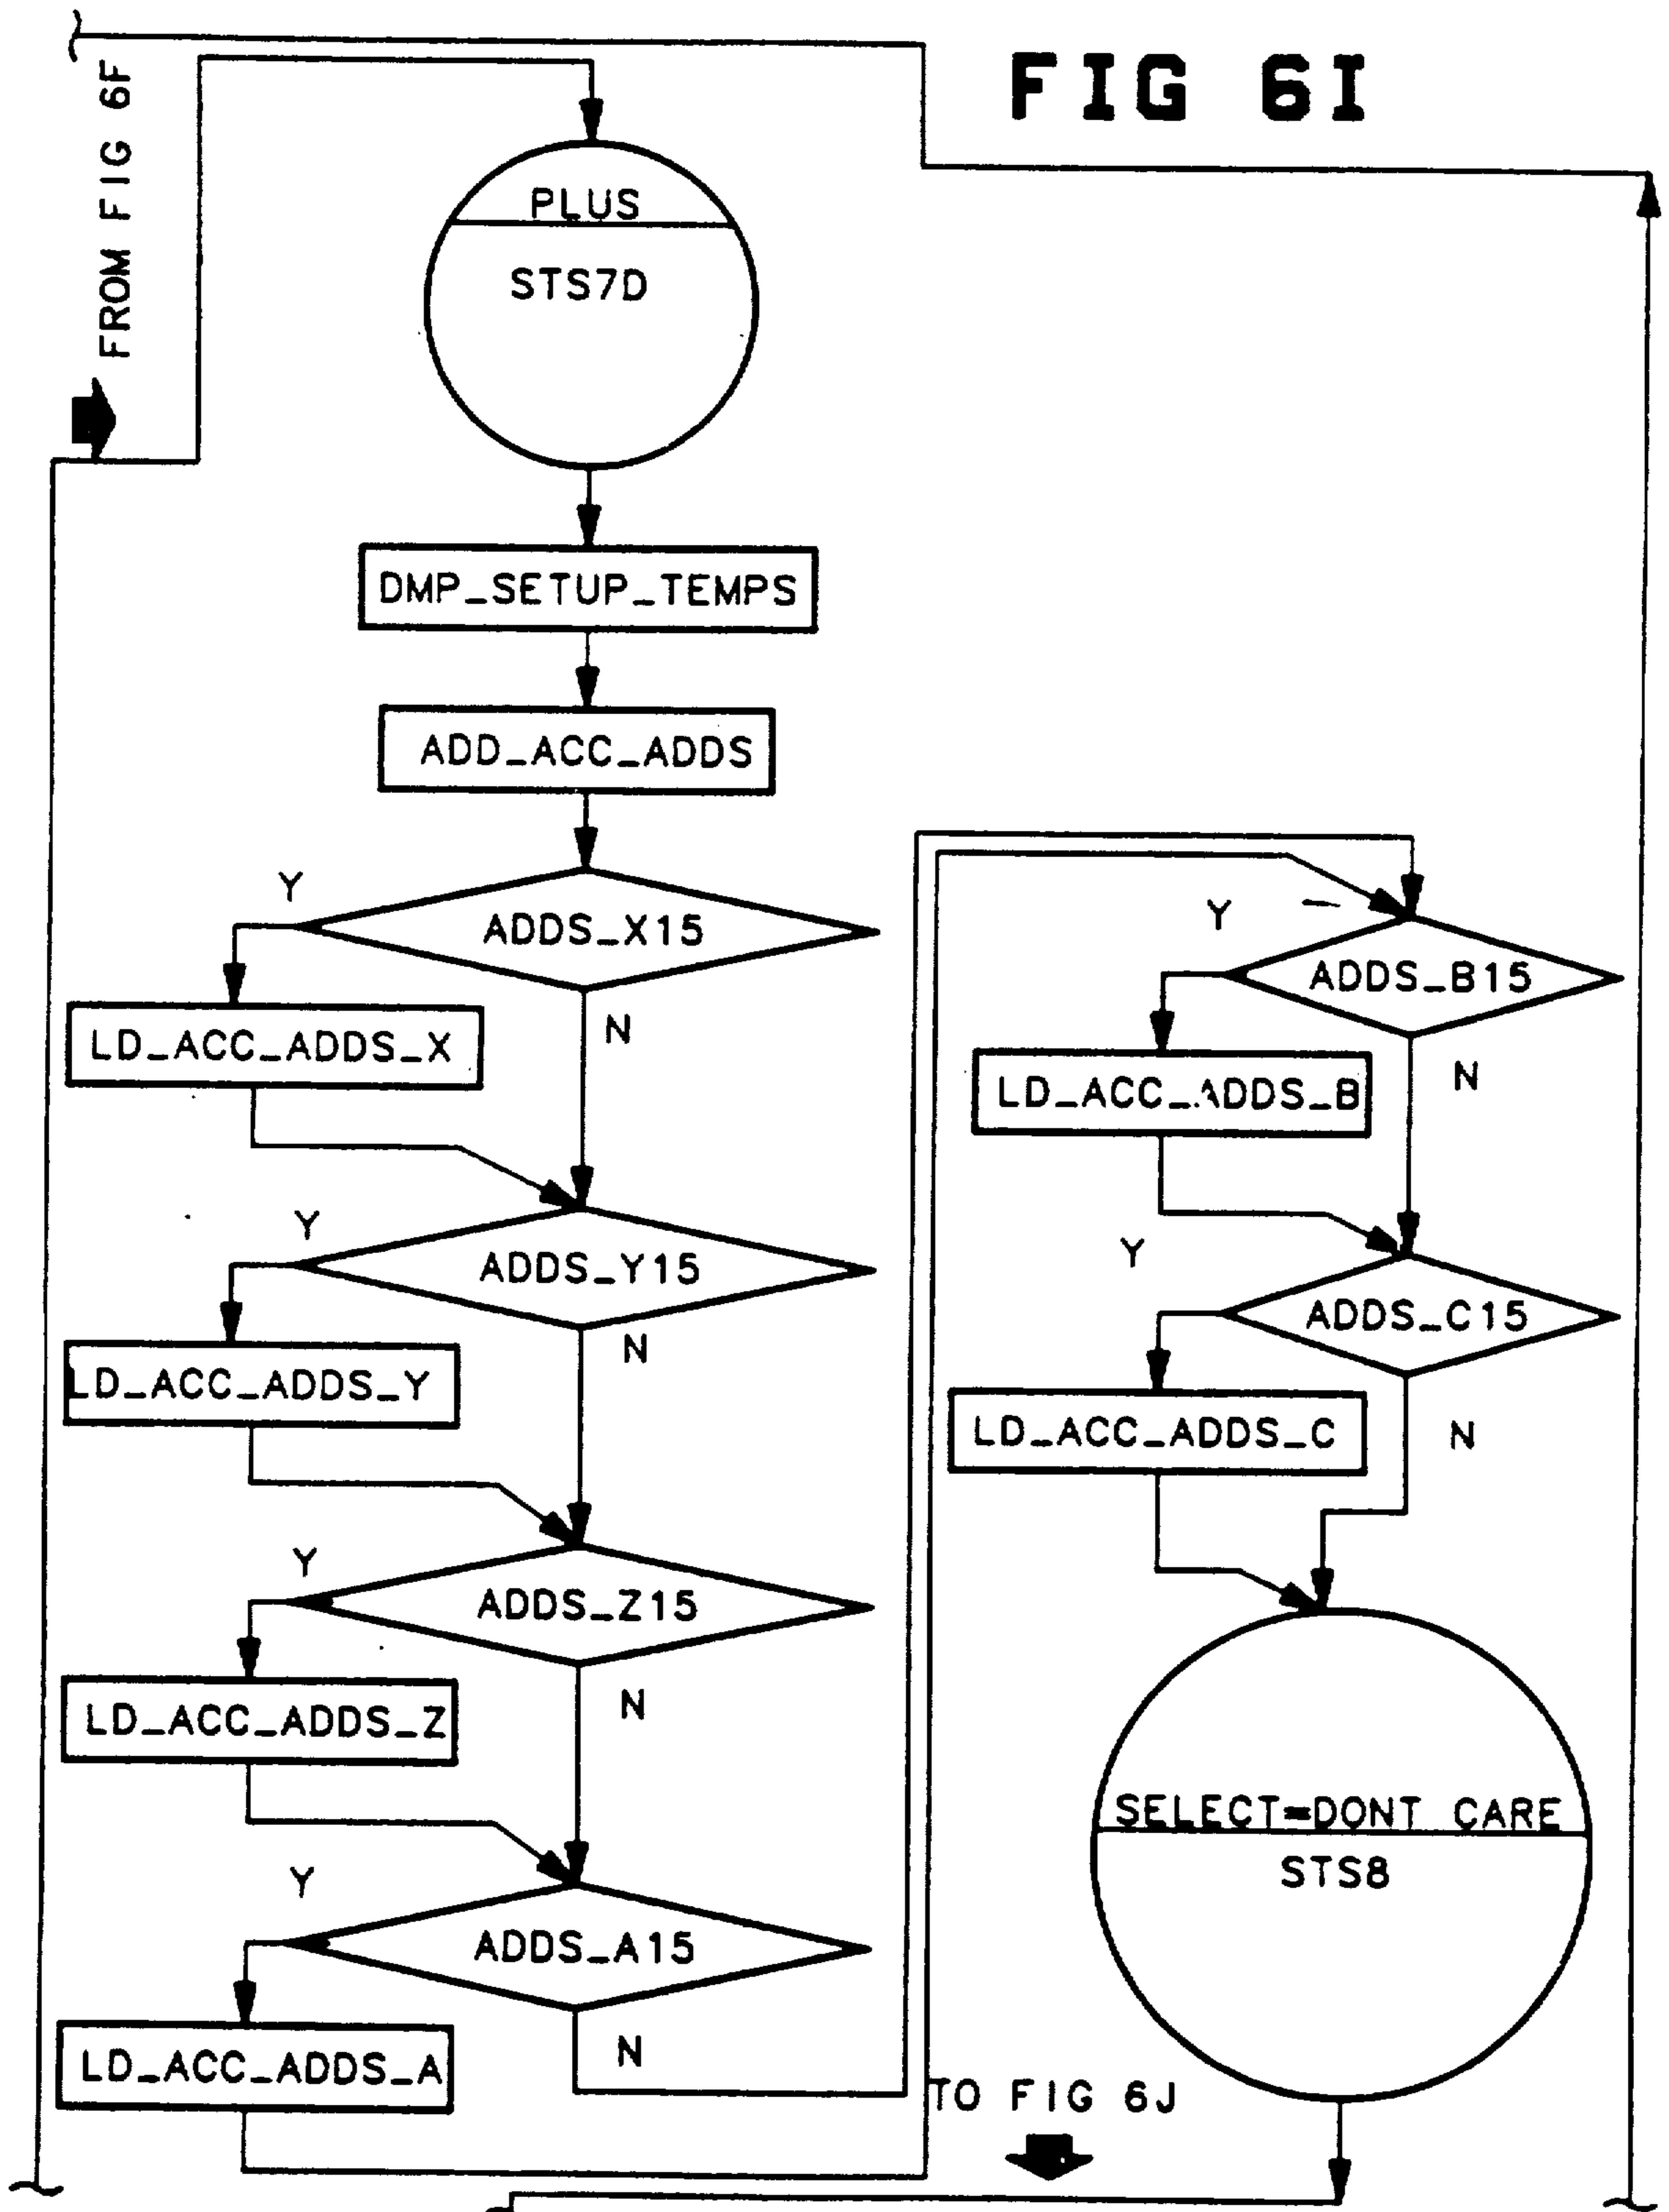 FIG 6I
FROM FIG 6F
PLUS
STS7D
DMP_SETUP_TEMPS
ADD_ACC_ADDS
Y
ADDS_X15
LD_ACC_ADDS_X
N
Y
ADDS_Y15
N
LD_ACC_ADDS_Y
Y
ADDS_Z15
N
LD_ACC_ADDS_Z
Y
ADDS_A15
N
LD_ACC_ADDS_A
Y
ADDS_B15
N
LD_ACC_ADDS_B
Y
ADDS_C15
N
LD_ACC_ADDS_C
SELECT=DONT CARE
STS8
TO FIG 6J